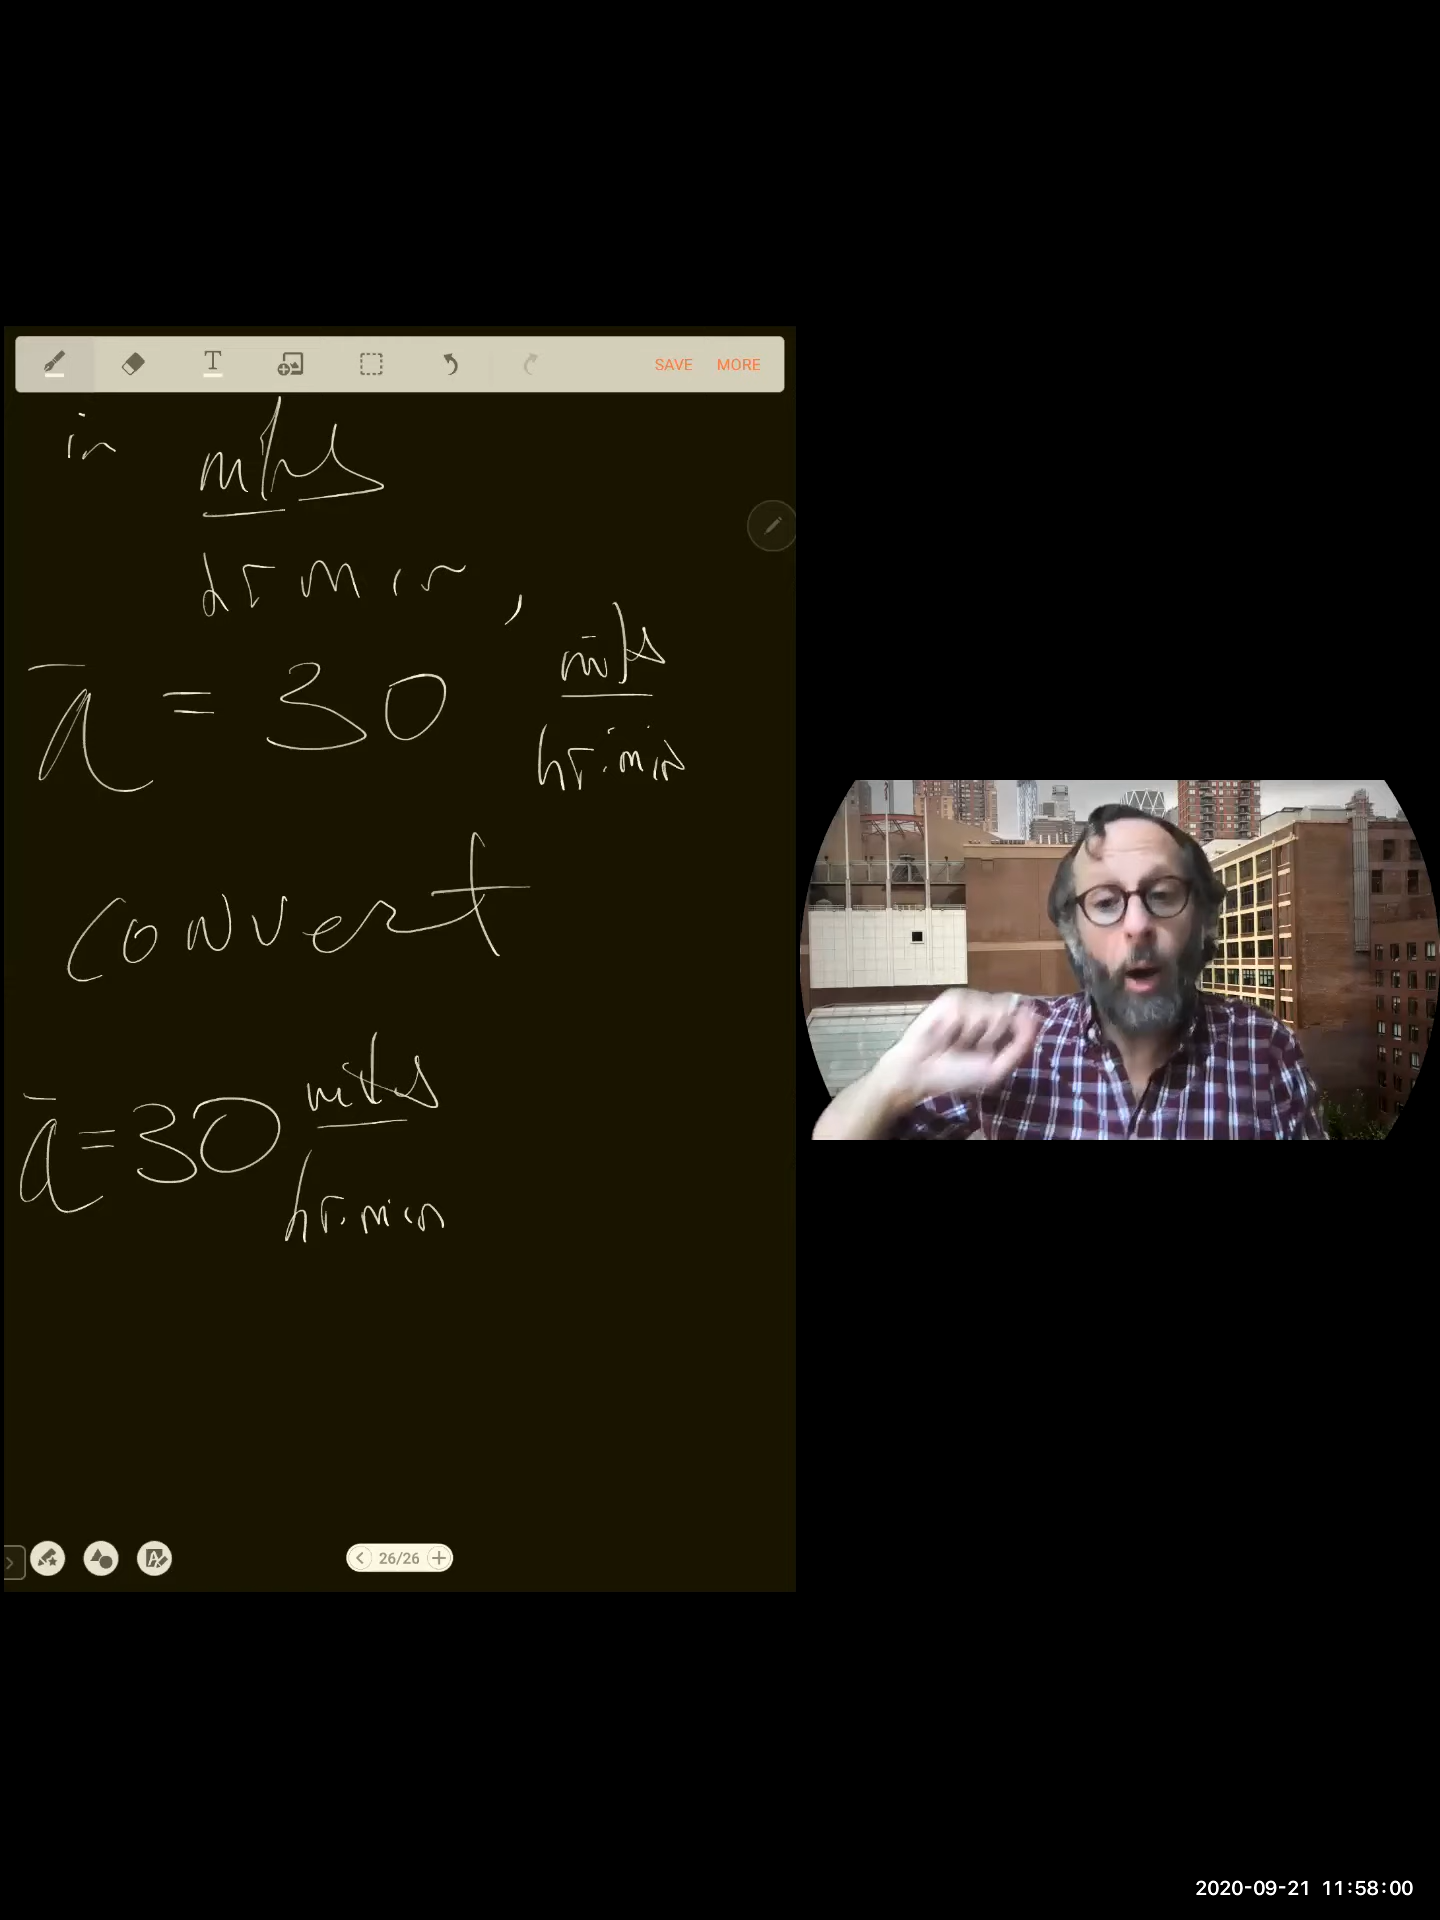 T SAVE MORE
in miles
hr min,
a̅ = 30 miles
hr·min
convert
a̅ = 30 miles
hr·min
A 26/26
2020-09-21 11:58:00